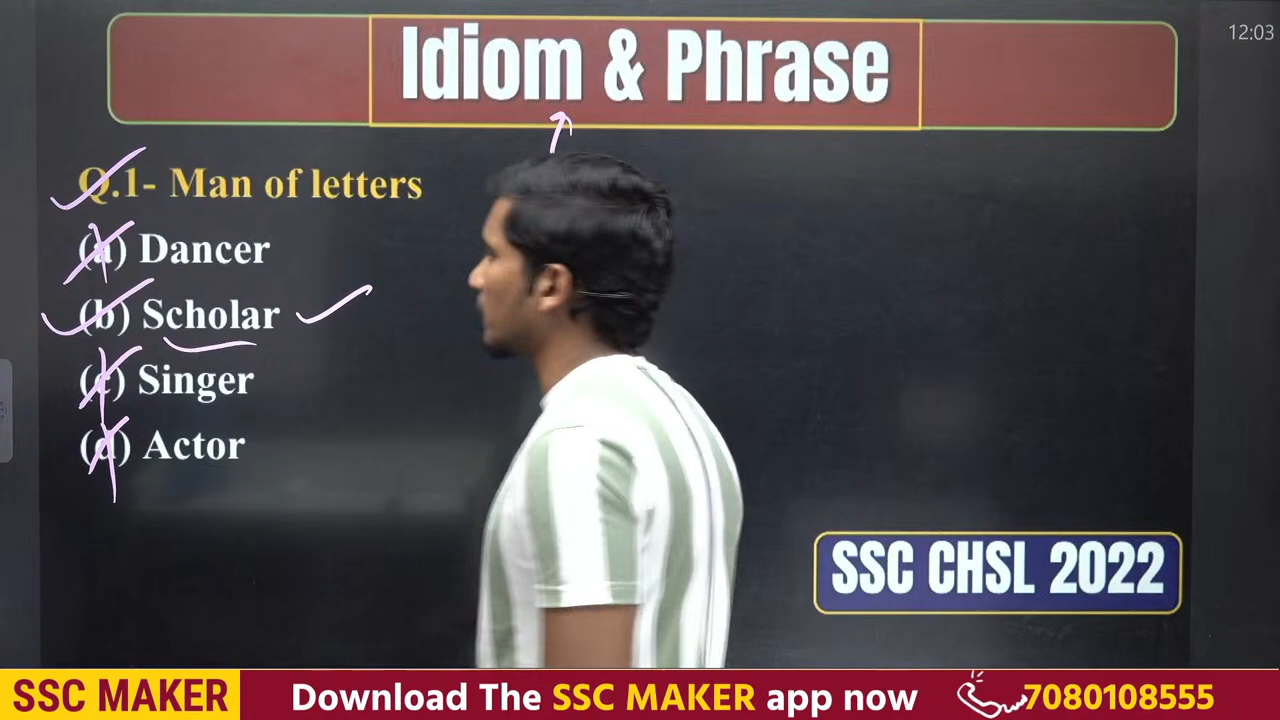 Idiom & Phrase
12:03
Q.1- Man of letters
(a) Dancer
(b) Scholar
(c) Singer
(d) Actor
SSC CHSL 2022
SSC MAKER
Download The SSC MAKER app now
7080108555